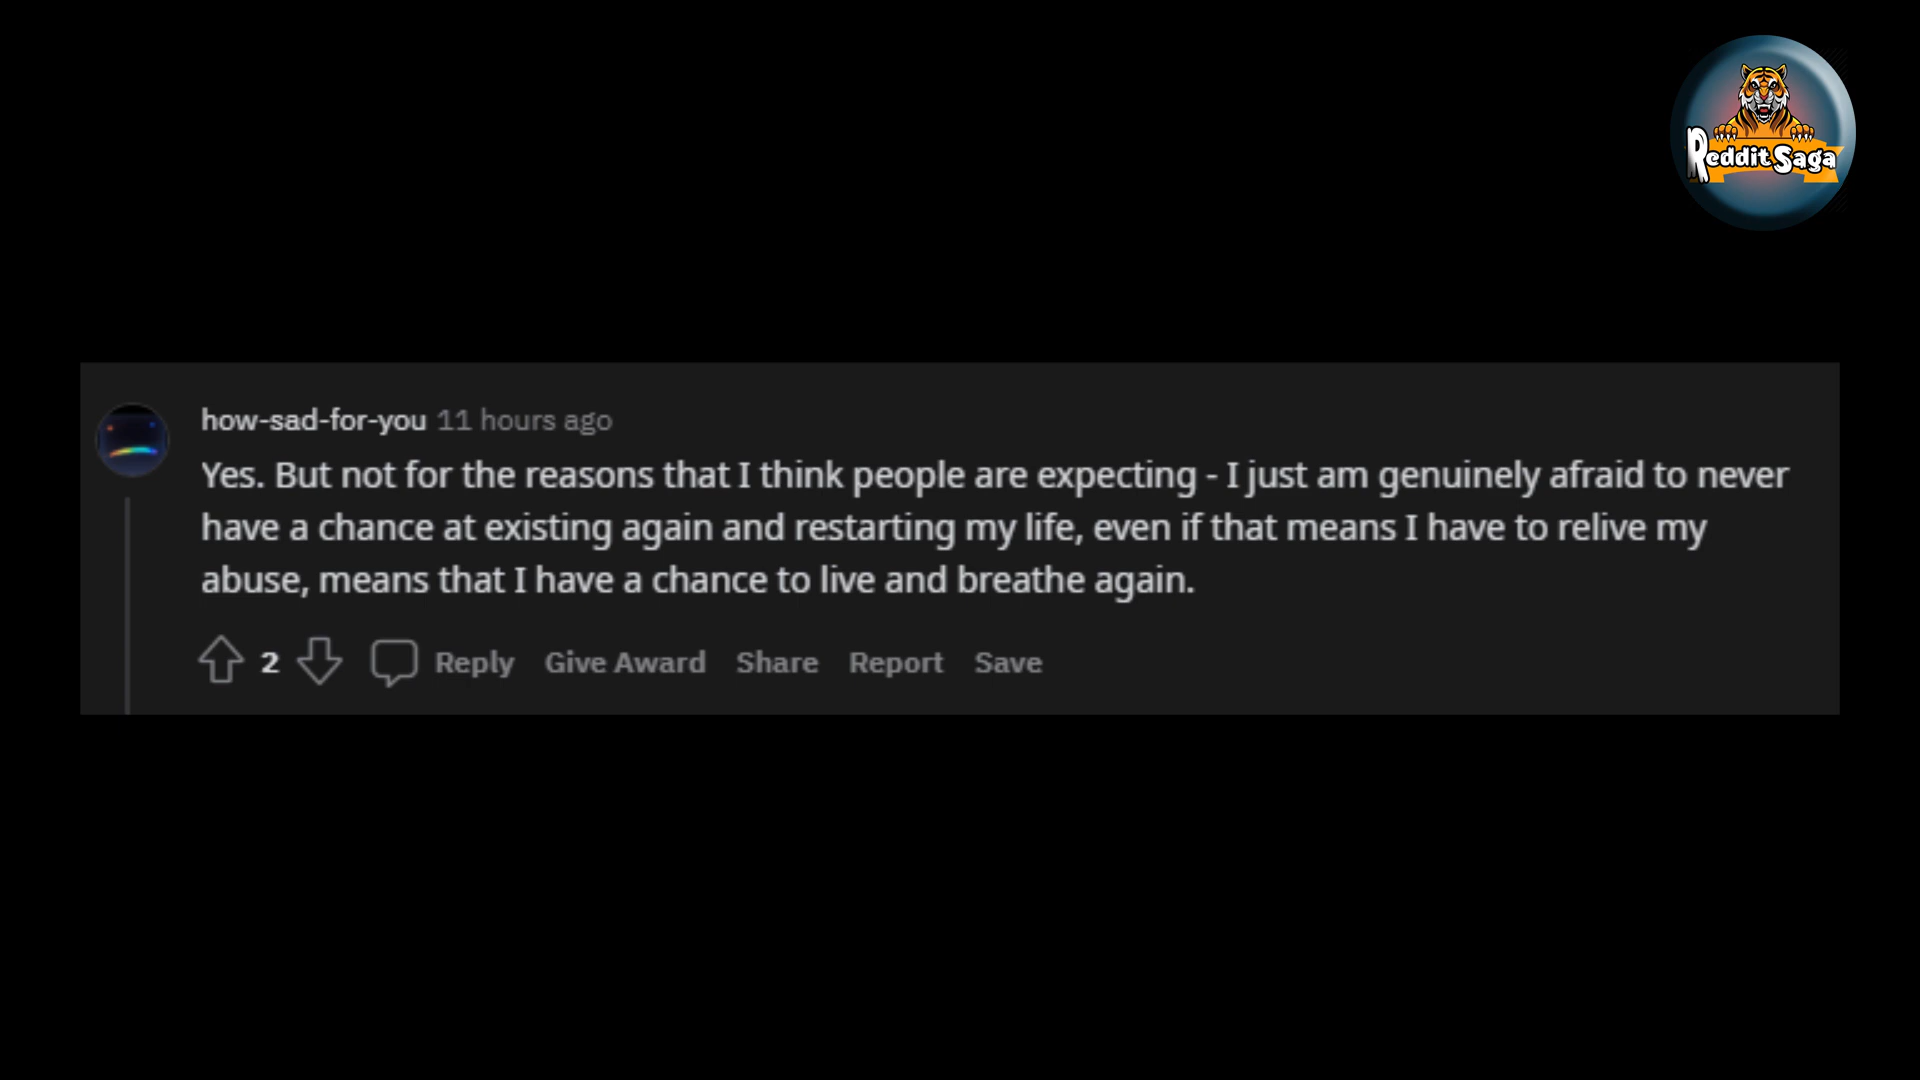 Reddit Saga
how-sad-for-you 11 hours ago
Yes. But not for the reasons that I think people are expecting - I just am genuinely afraid to never
have a chance at existing again and restarting my life, even if that means I have to relive my
abuse, means that I have a chance to live and breathe again.
2 Reply Give Award Share Report Save